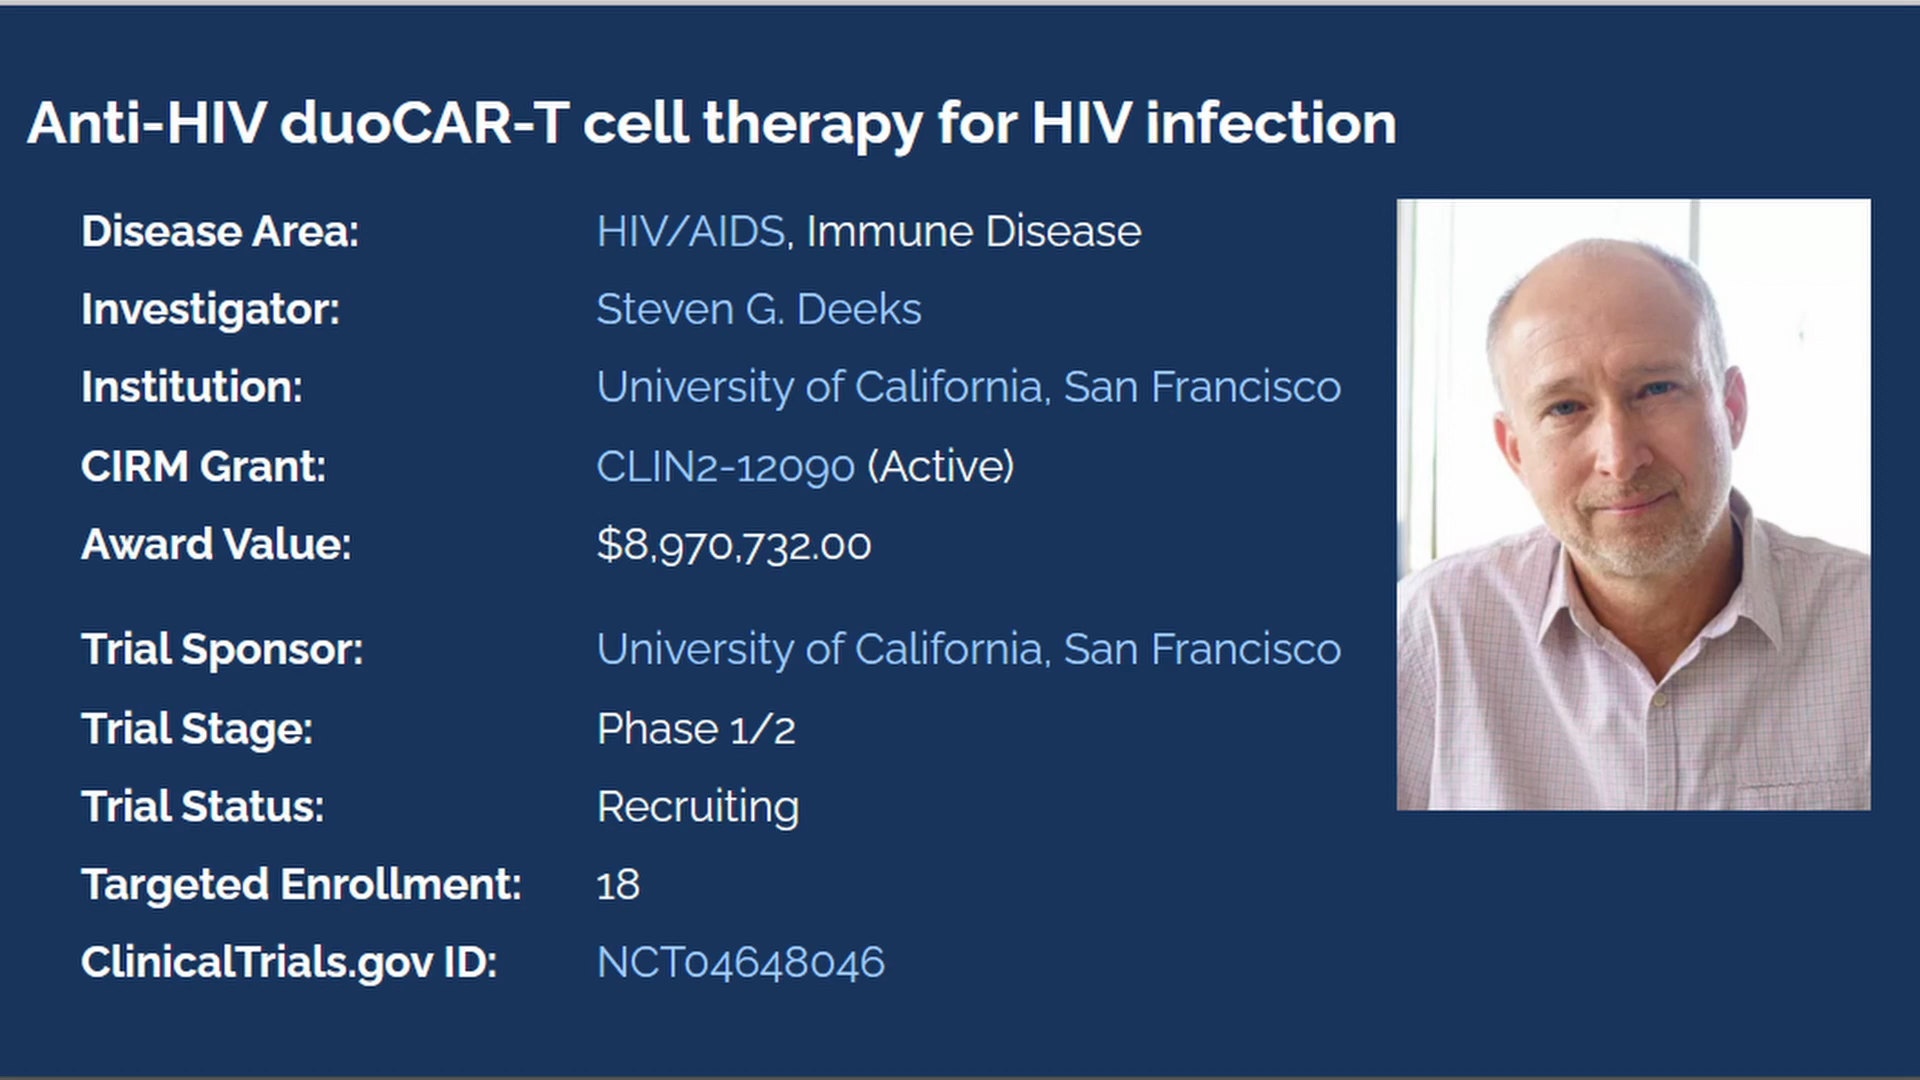 Anti-HIV duoCAR-T cell therapy for HIV infection
Disease Area: HIV/AIDS, Immune Disease
Investigator: Steven G. Deeks
Institution: University of California, San Francisco
CIRM Grant: CLIN2-12090 (Active)
Award Value: $8,970,732.00
Trial Sponsor: University of California, San Francisco
Trial Stage: Phase 1/2
Trial Status: Recruiting
Targeted Enrollment: 18
ClinicalTrials.gov ID: NCT04648046